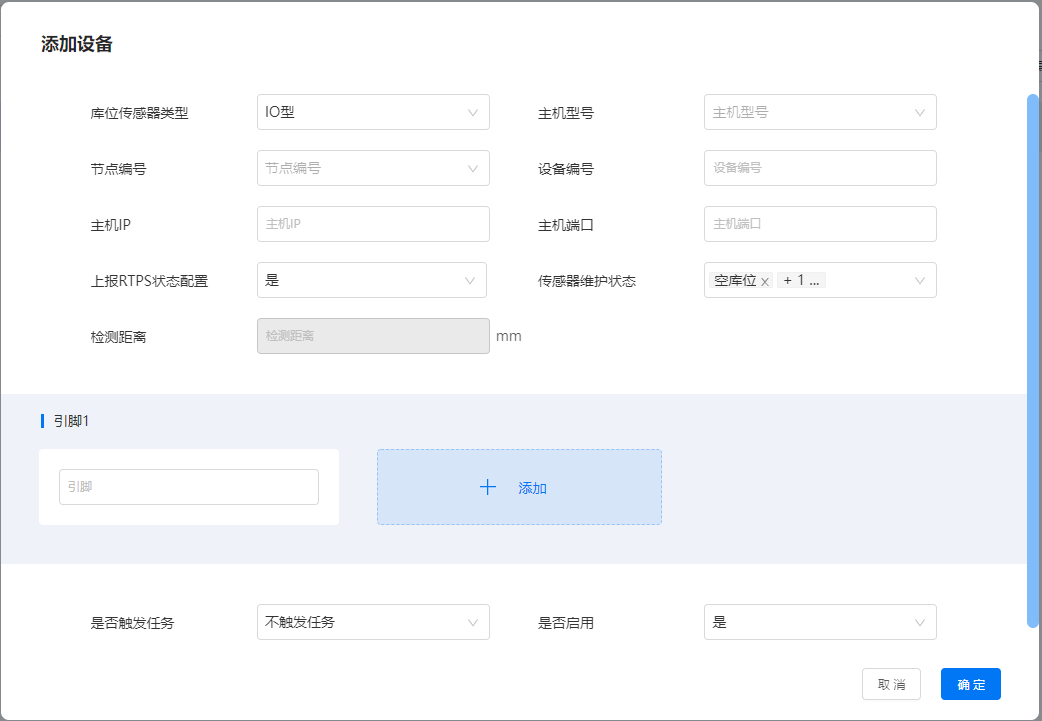 添加设备
库位传感器类型 IO型 主机型号 主机型号
节点编号 节点编号 设备编号 设备编号
主机IP 主机IP 主机端口 主机端口
上报RTPS状态配置 是 传感器维护状态 空库位 x + 1 ...
检测距离 检测距离 mm
引脚1
引脚
添加
是否触发任务 不触发任务 是否启用 是
取消 确定